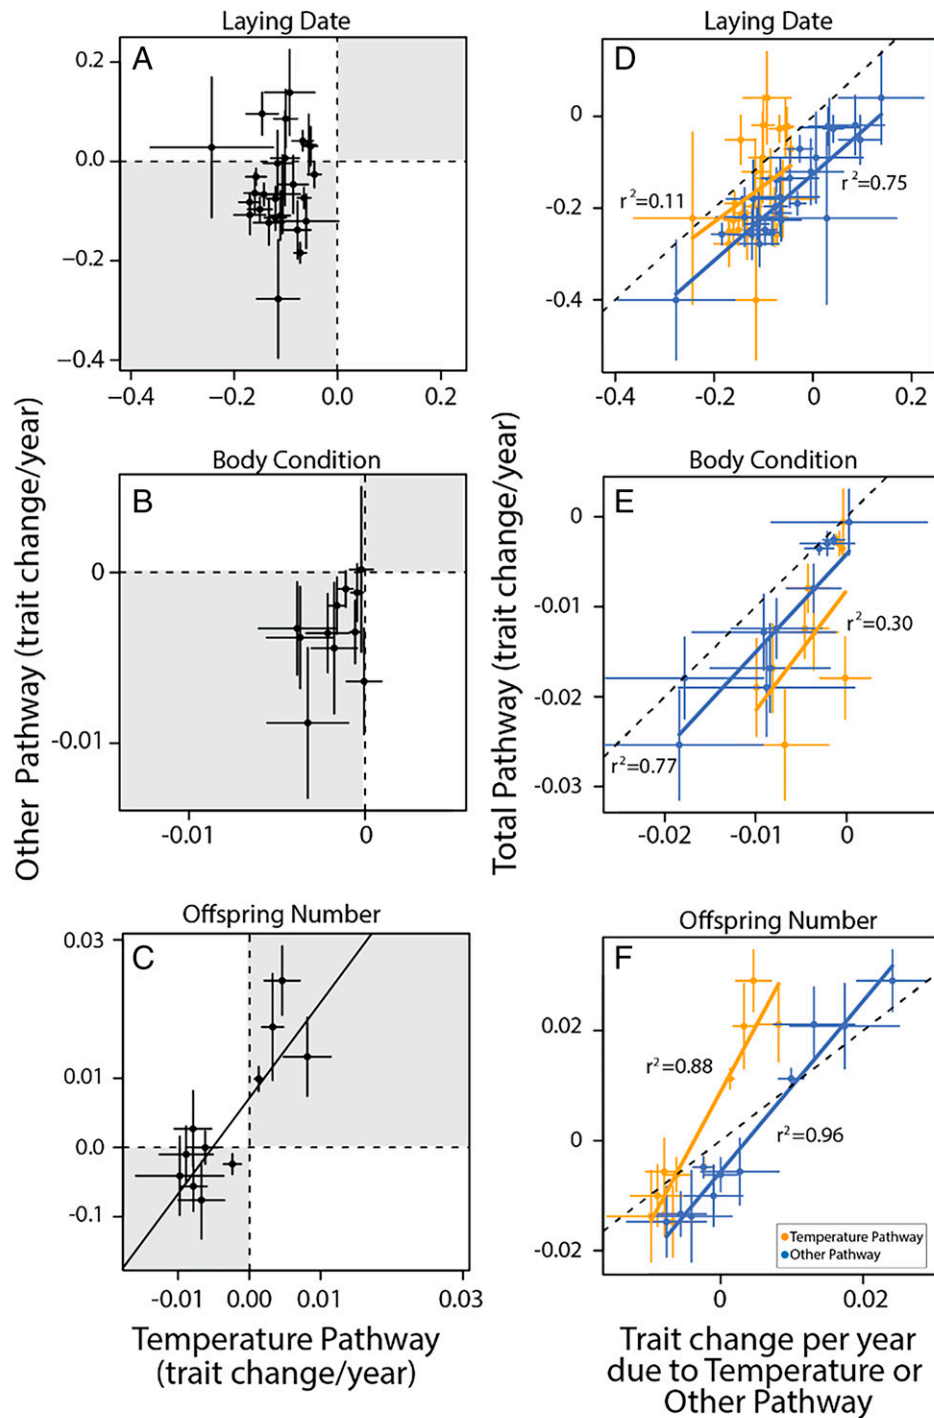 Laying Date
A
0.2
0.0
−0.2
−0.4
−0.4
−0.2
0.0
0.2
Body Condition
B
0
-0.01
-0.01
0
Offspring Number
C
0.03
0.01
0.0
-0.1
-0.01
0.00
0.01
0.03
Other Pathway (trait change/year)
Temperature Pathway
(trait change/year)
Laying Date
D
0
-0.2
-0.4
r²=0.11
r²=0.75
-0.4
-0.2
0
0.2
Body Condition
E
0
-0.01
-0.02
-0.03
r²=0.30
r²=0.77
-0.02
-0.01
0
Offspring Number
F
0.02
0
-0.02
r²=0.88
r²=0.96
Temperature Pathway
Other Pathway
0
0.02
Total Pathway (trait change/year)
Trait change per year
due to Temperature or
Other Pathway